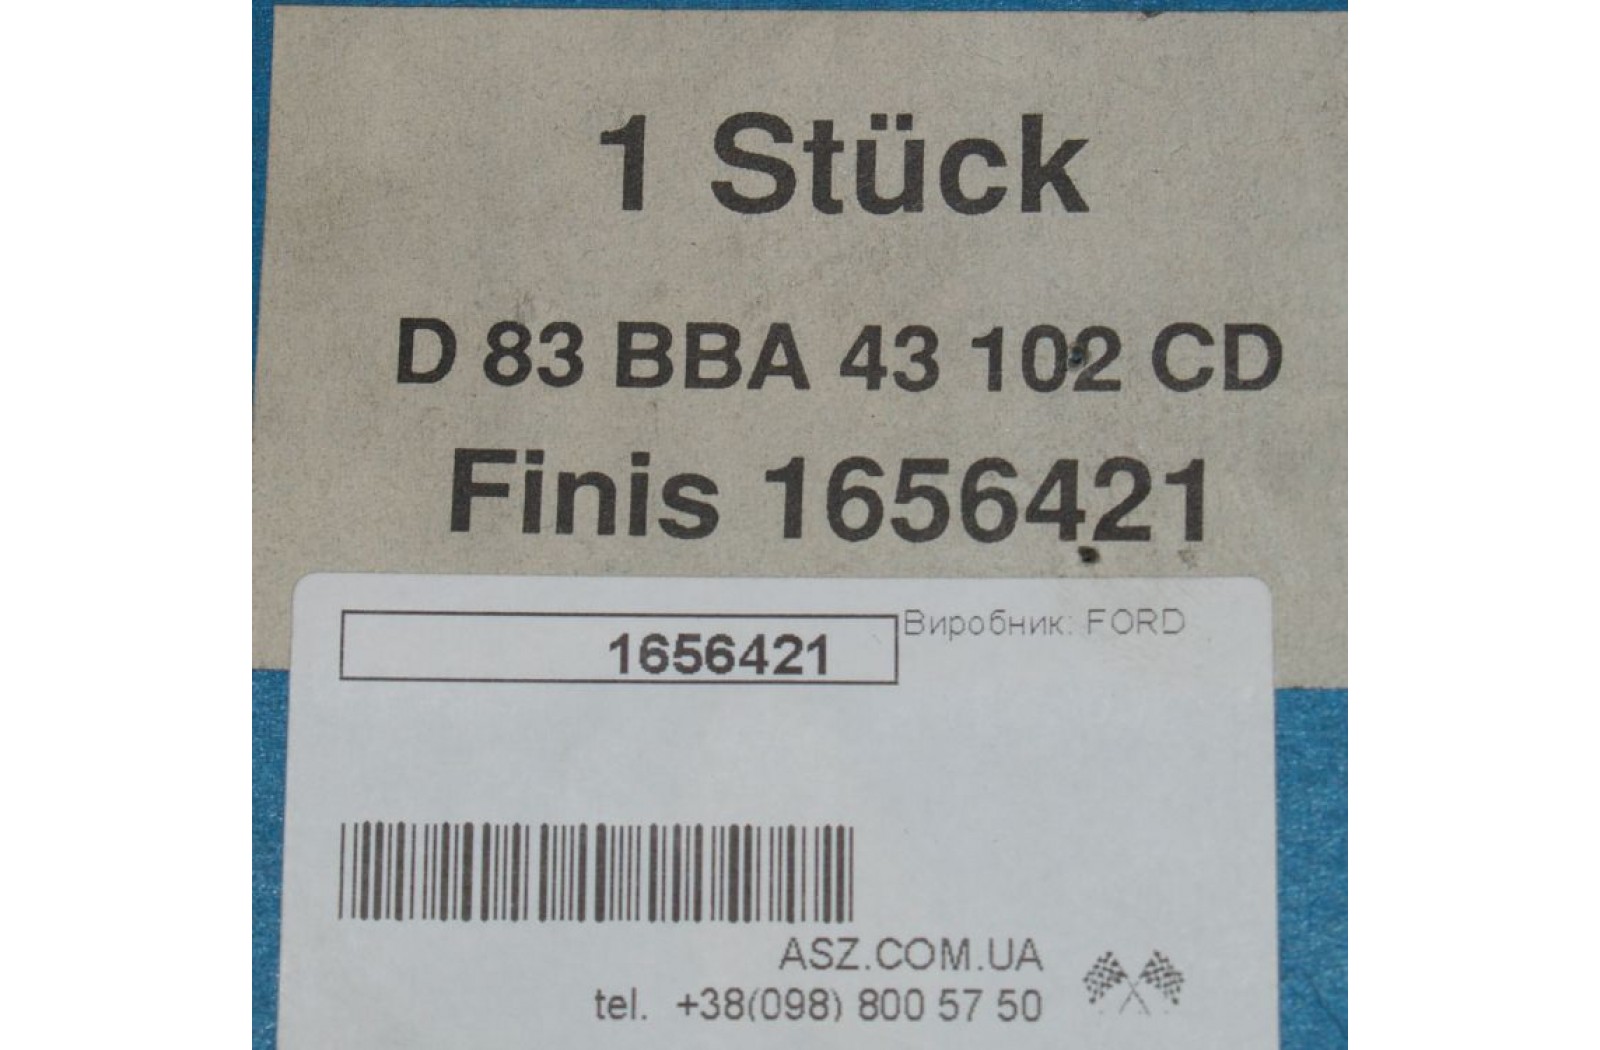 1 Stück
D 83 BBA 43 102 CD
Finis 1656421
1656421
Виробник: FORD
ASZ.COM.UA
tel. +38(098) 800 57 50